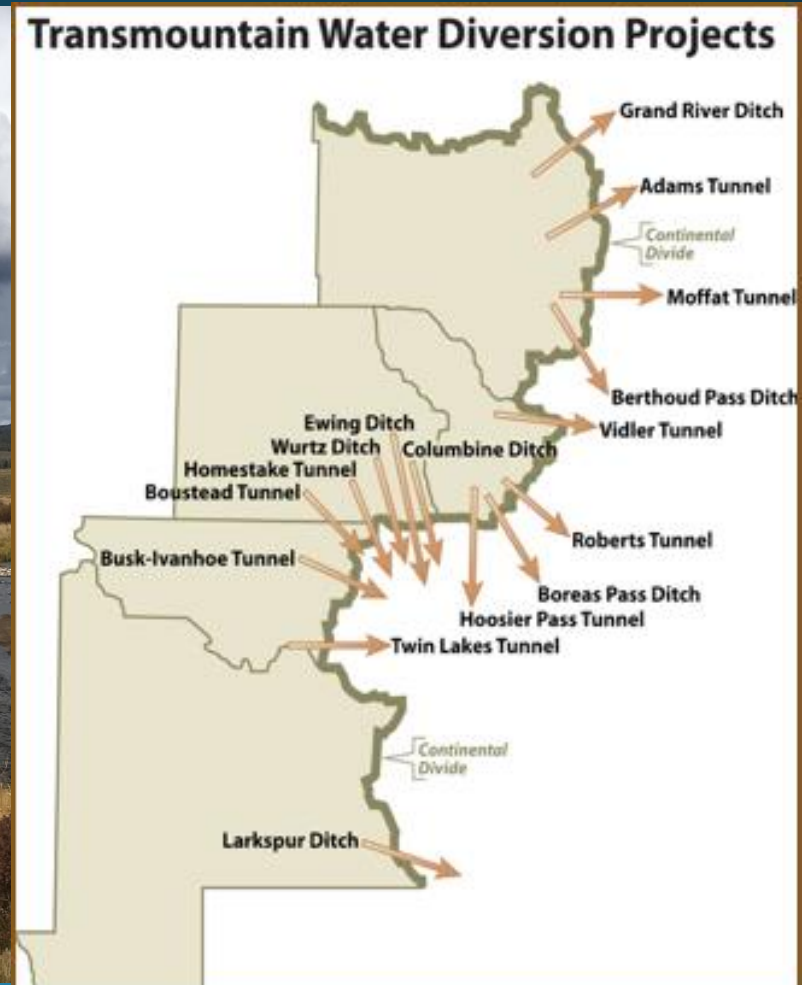 Transmountain Water Diversion Projects
Grand River Ditch
Adams Tunnel
Continental
Divide
Moffat Tunnel
Berthoud Pass Ditch
Vidler Tunnel
Ewing Ditch
Wurtz Ditch
Columbine Ditch
Homestake Tunnel
Boustead Tunnel
Roberts Tunnel
Busk-Ivanhoe Tunnel
Boreas Pass Ditch
Hoosier Pass Tunnel
Twin Lakes Tunnel
Continental
Divide
Larkspur Ditch